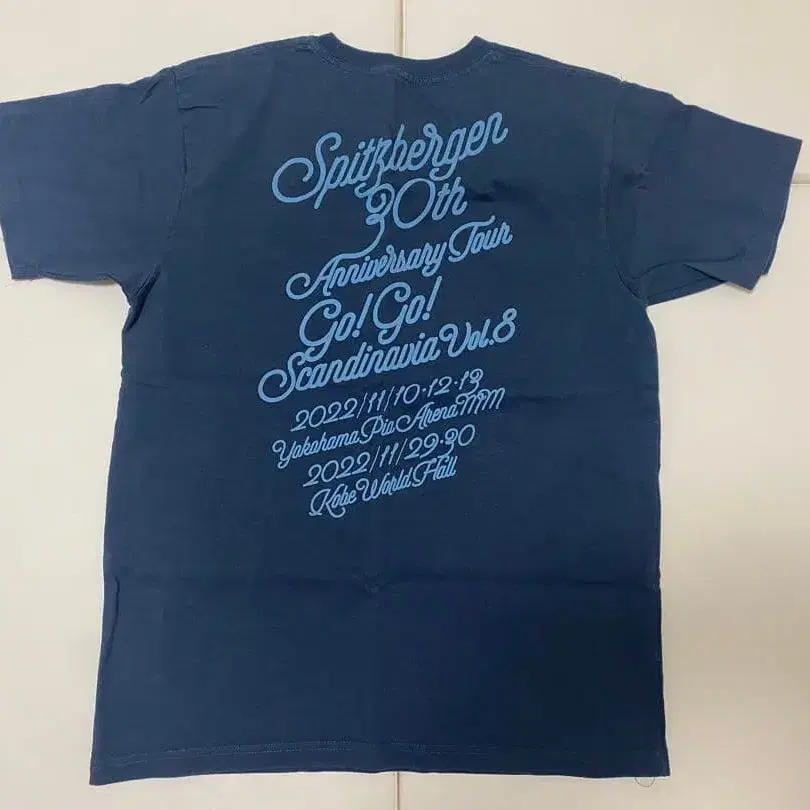 Spitzbergen
30th
Anniversary Tour
Go! Go!
Scandinavia Vol.8
2022/11/10·12·13
Yokohama Pia Arena MM
2022/11/29·30
Kobe World Hall